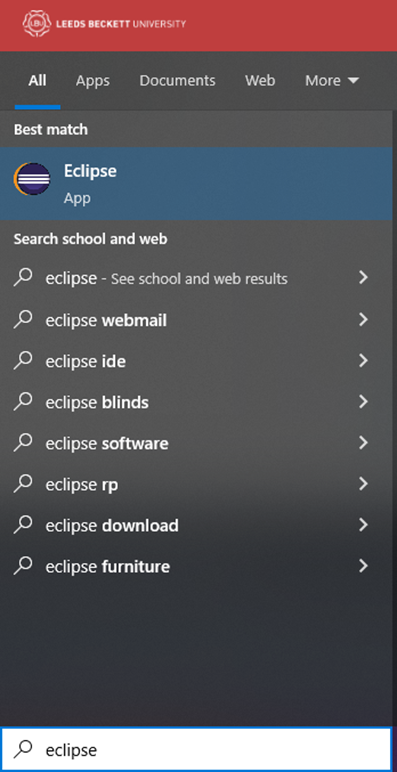 LEEDS BECKETT UNIVERSITY
All Apps Documents Web More
Best match
Eclipse
App
Search school and web
eclipse - See school and web results
eclipse webmail
eclipse ide
eclipse blinds
eclipse software
eclipse rp
eclipse download
eclipse furniture
eclipse